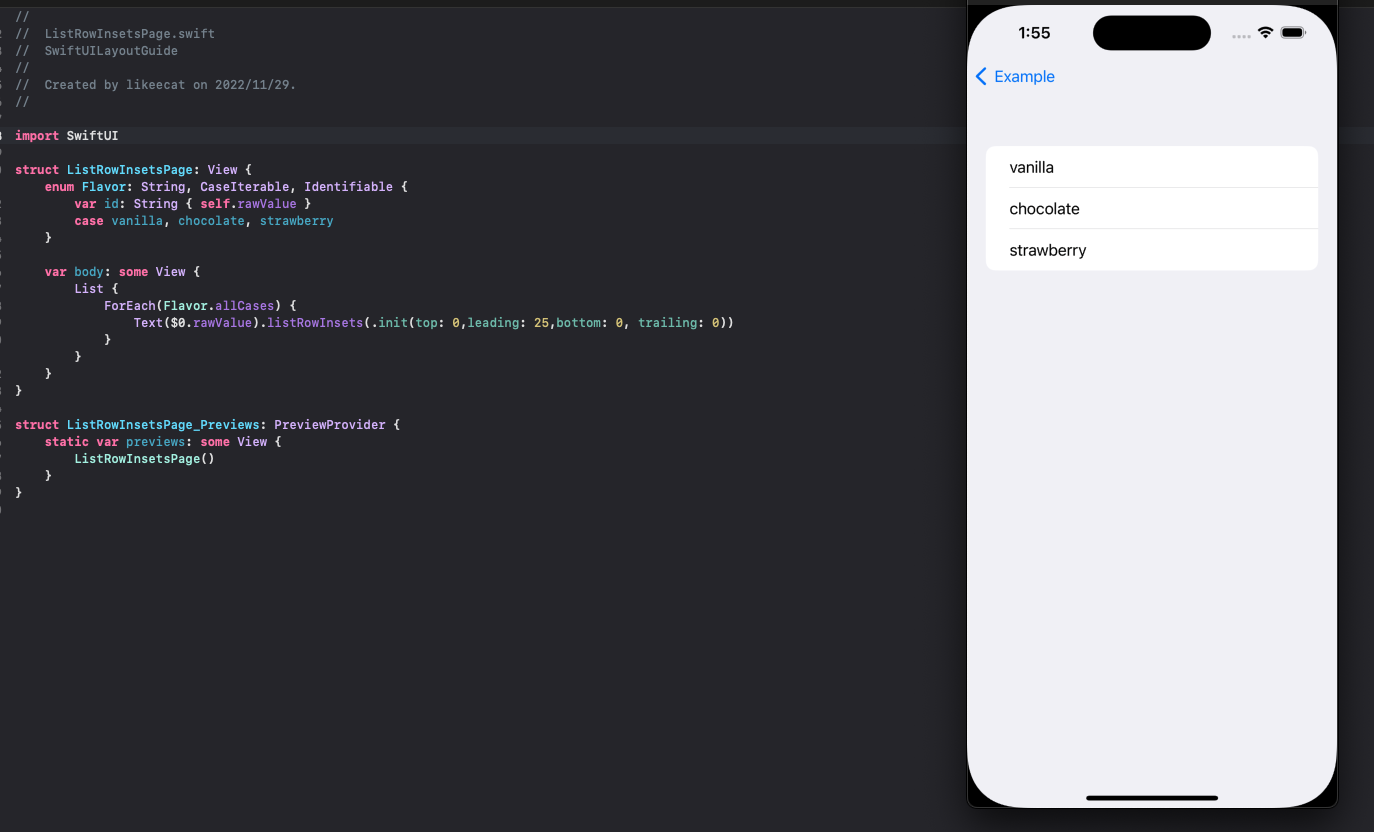 //
//  ListRowInsetsPage.swift
//  SwiftUILayoutGuide
//
//  Created by likeecat on 2022/11/29.
//
import SwiftUI
struct ListRowInsetsPage: View {
    enum Flavor: String, CaseIterable, Identifiable {
        var id: String { self.rawValue }
        case vanilla, chocolate, strawberry
    }
    var body: some View {
        List {
            ForEach(Flavor.allCases) {
                Text($0.rawValue).listRowInsets(.init(top: 0,leading: 25,bottom: 0, trailing: 0))
            }
        }
    }
}
struct ListRowInsetsPage_Previews: PreviewProvider {
    static var previews: some View {
        ListRowInsetsPage()
    }
}
1:55
Example
vanilla
chocolate
strawberry